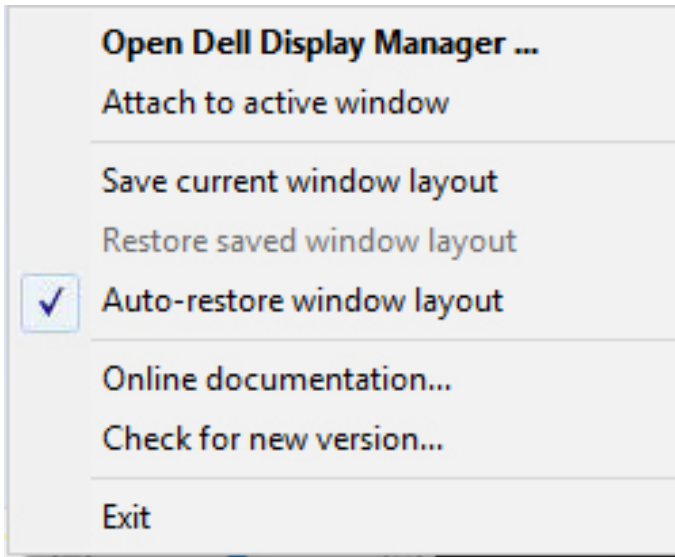 Open Dell Display Manager ...
Attach to active window
Save current window layout
Restore saved window layout
Auto-restore window layout
Online documentation...
Check for new version...
Exit